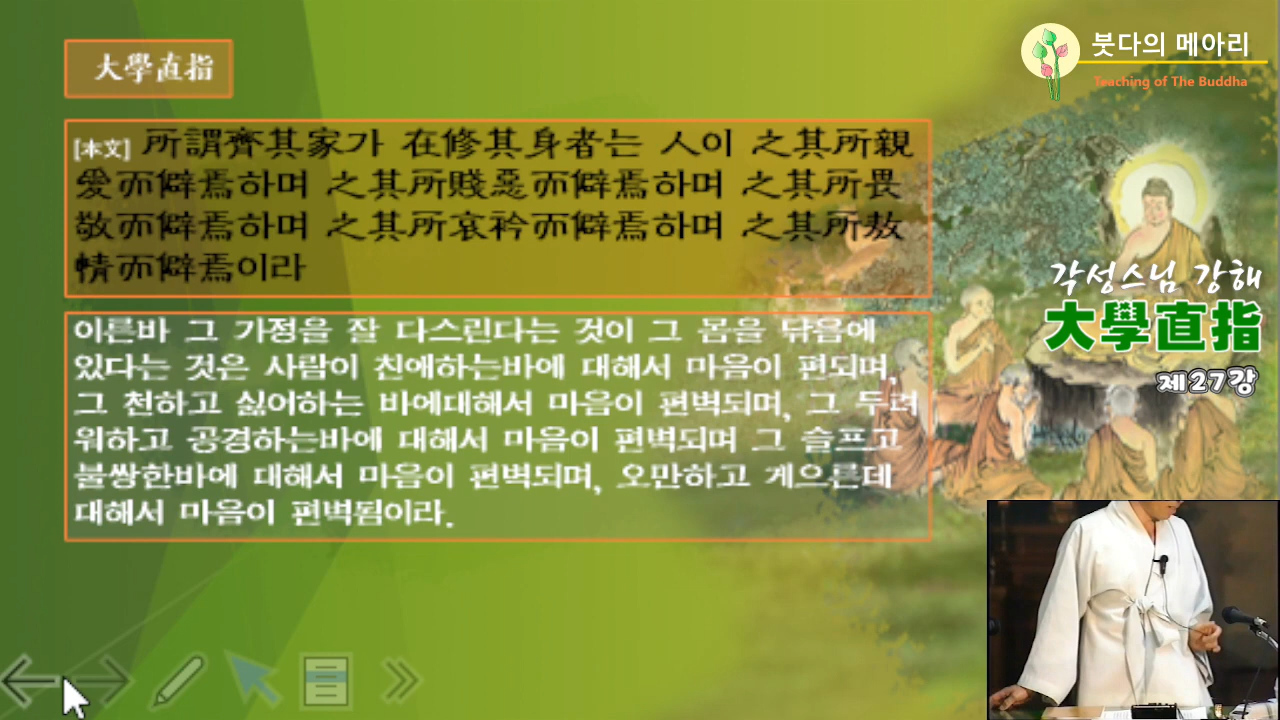 大學直指
붓다의 메아리
Teaching of The Buddha
[本文] 所謂齊其家가 在修其身者는 人이 之其所親
愛而僻焉하며 之其所賤惡而僻焉하며 之其所畏
敬而僻焉하며 之其所哀矜而僻焉하며 之其所敖
惰而僻焉이라
이른바 그 가정을 잘 다스린다는 것이 그 몸을 닦음에
있다는 것은 사람이 친애하는바에 대해서 마음이 편되며,
그 천하고 싫어하는 바에대해서 마음이 편벽되며, 그 두려
워하고 공경하는바에 대해서 마음이 편벽되며 그 슬프고
불쌍한바에 대해서 마음이 편벽되며, 오만하고 게으른데
대해서 마음이 편벽됨이라.
각성스님 강해
大學直指
제27강